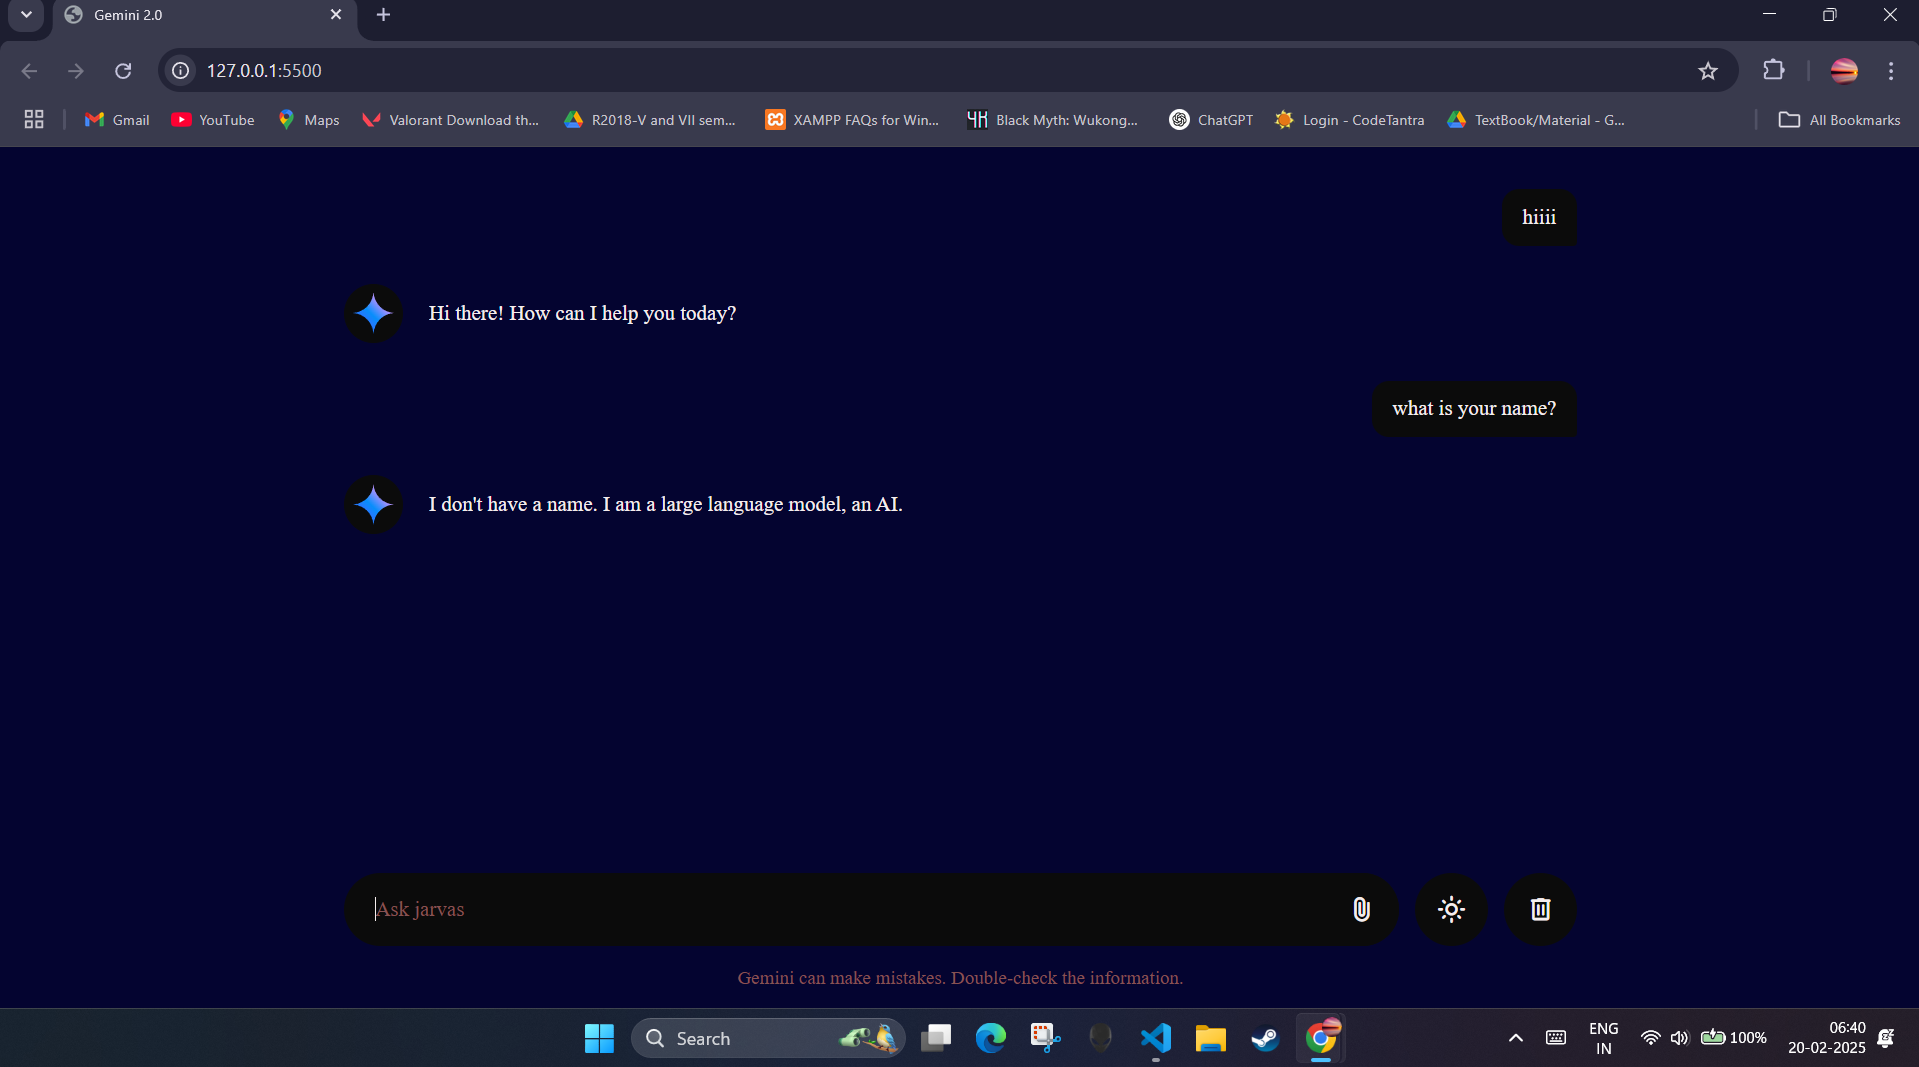 Gemini 2.0
127.0.0.1:5500
Gmail YouTube Maps Valorant Download th... R2018-V and VII sem... XAMPP FAQs for Win... Black Myth: Wukong... ChatGPT Login - CodeTantra TextBook/Material - G... All Bookmarks
hiiii
Hi there! How can I help you today?
what is your name?
I don't have a name. I am a large language model, an AI.
Ask jarvas
Gemini can make mistakes. Double-check the information.
Search
ENG
IN
100%
06:40
20-02-2025